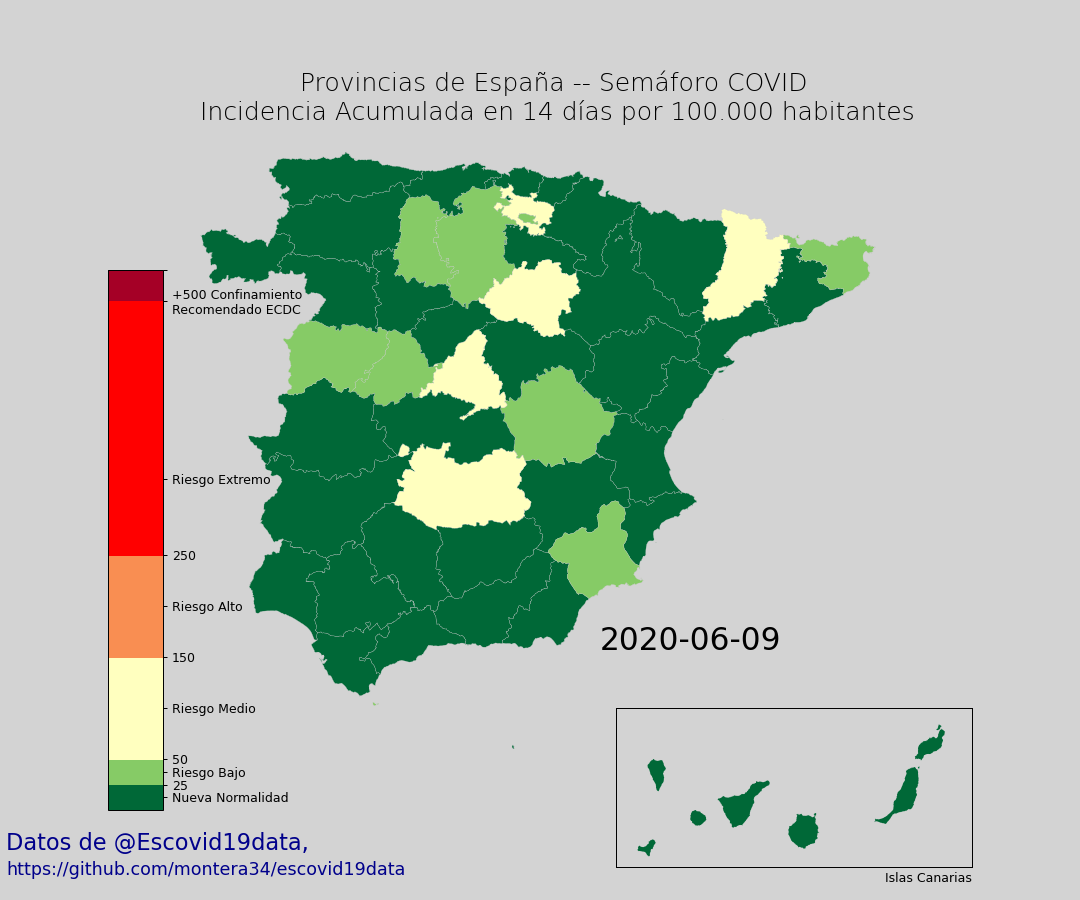 Provincias de España -- Semáforo COVID
Incidencia Acumulada en 14 días por 100.000 habitantes
+500 Confinamiento
Recomendado ECDC
Riesgo Extremo
250
Riesgo Alto
150
Riesgo Medio
50
Riesgo Bajo
25
Nueva Normalidad
2020-06-09
Islas Canarias
Datos de @Escovid19data,
https://github.com/montera34/escovid19data